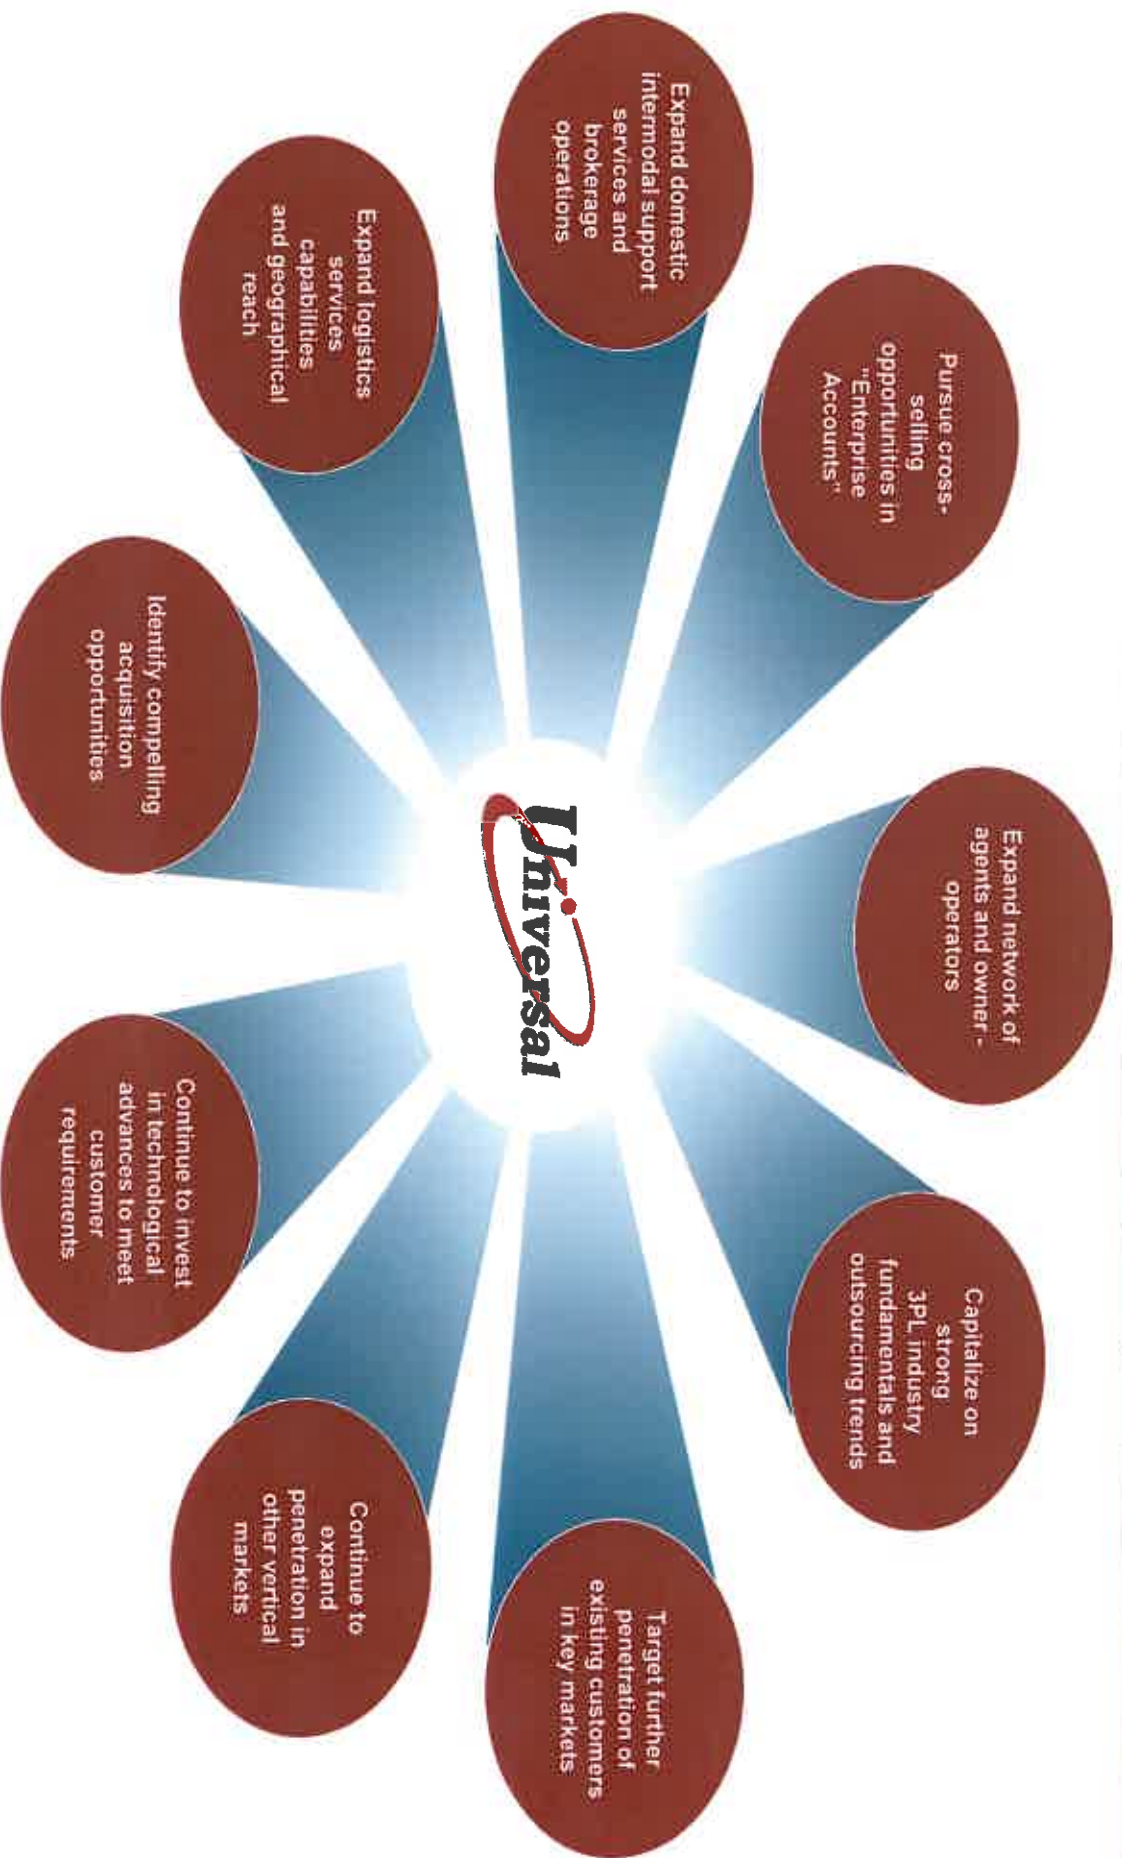 Expand network of
agents and owner-
operators
Capitalize on
strong
3PL industry
fundamentals and
outsourcing trends
Target further
penetration of
existing customers
in key markets
Continue to
expand
penetration in
other vertical
markets
Continue to invest
in technological
advances to meet
customer
requirements
Identify compelling
acquisition
opportunities
Expand logistics
services
capabilities
and geographical
reach
Expand domestic
intermodal support
services and
brokerage
operations
Pursue cross-
selling
opportunities in
"Enterprise
Accounts"
Universal